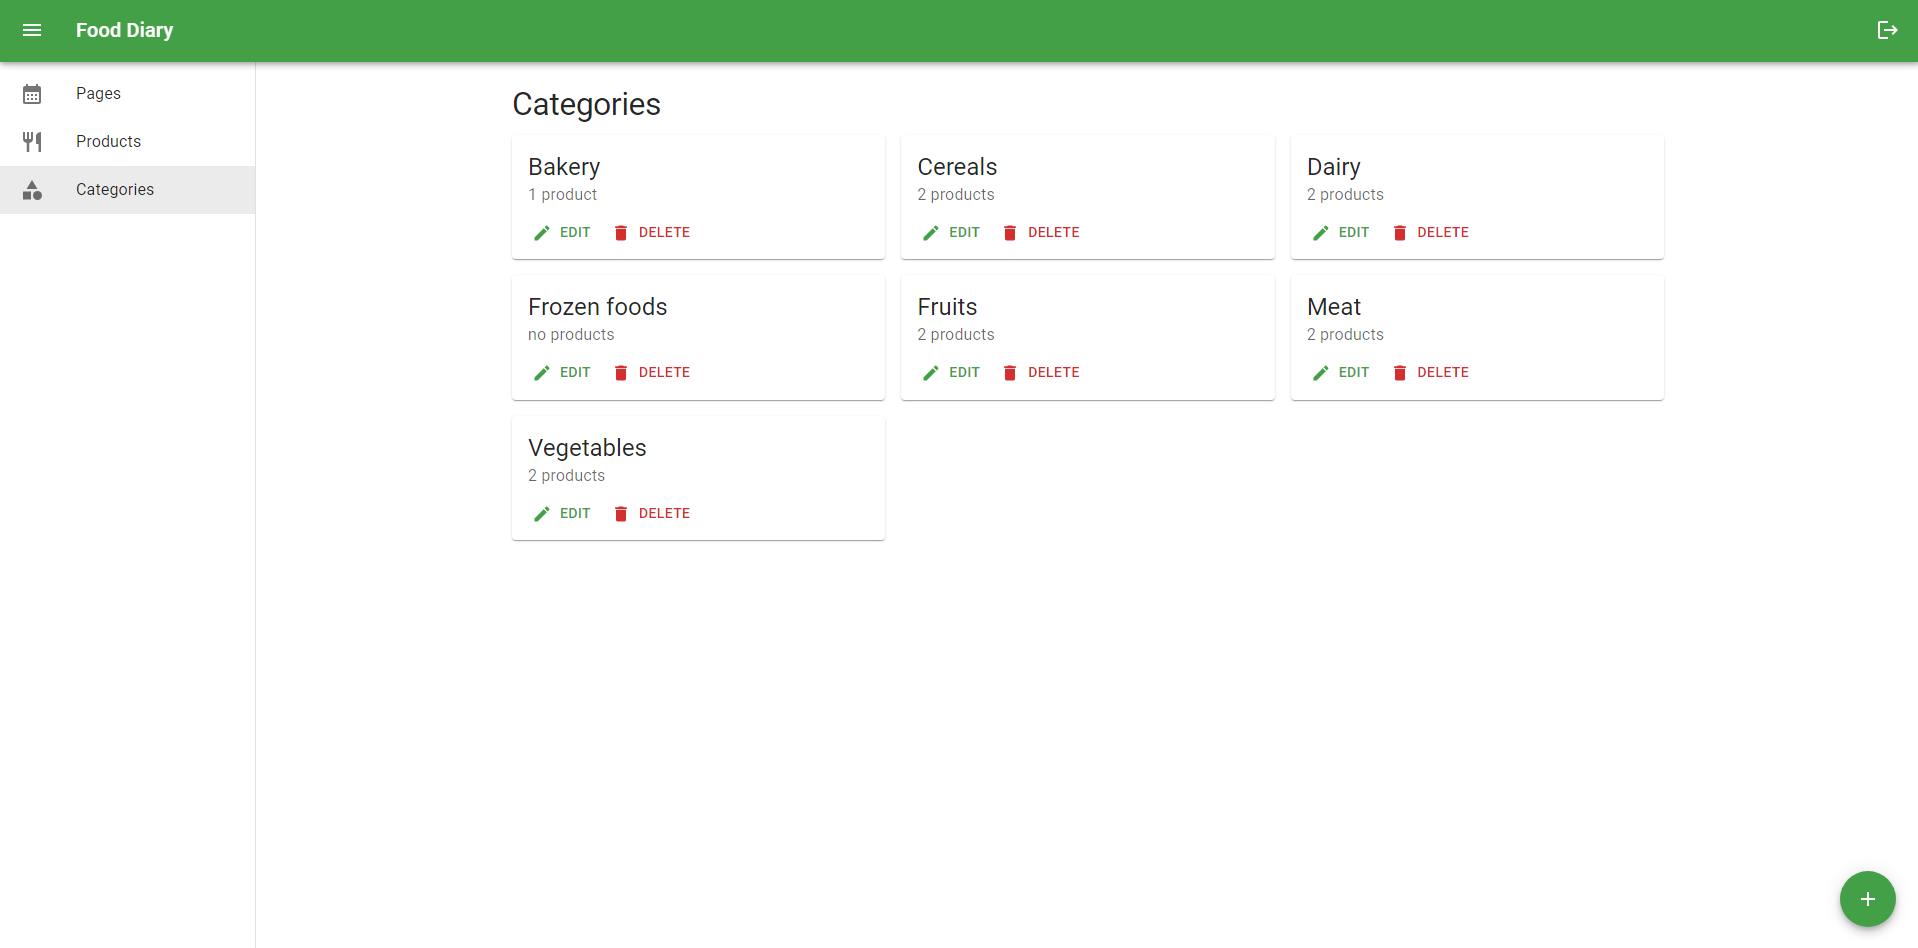 Food Diary
Pages
Products
Categories
Categories
Bakery
1 product
EDIT DELETE
Cereals
2 products
EDIT DELETE
Dairy
2 products
EDIT DELETE
Frozen foods
no products
EDIT DELETE
Fruits
2 products
EDIT DELETE
Meat
2 products
EDIT DELETE
Vegetables
2 products
EDIT DELETE